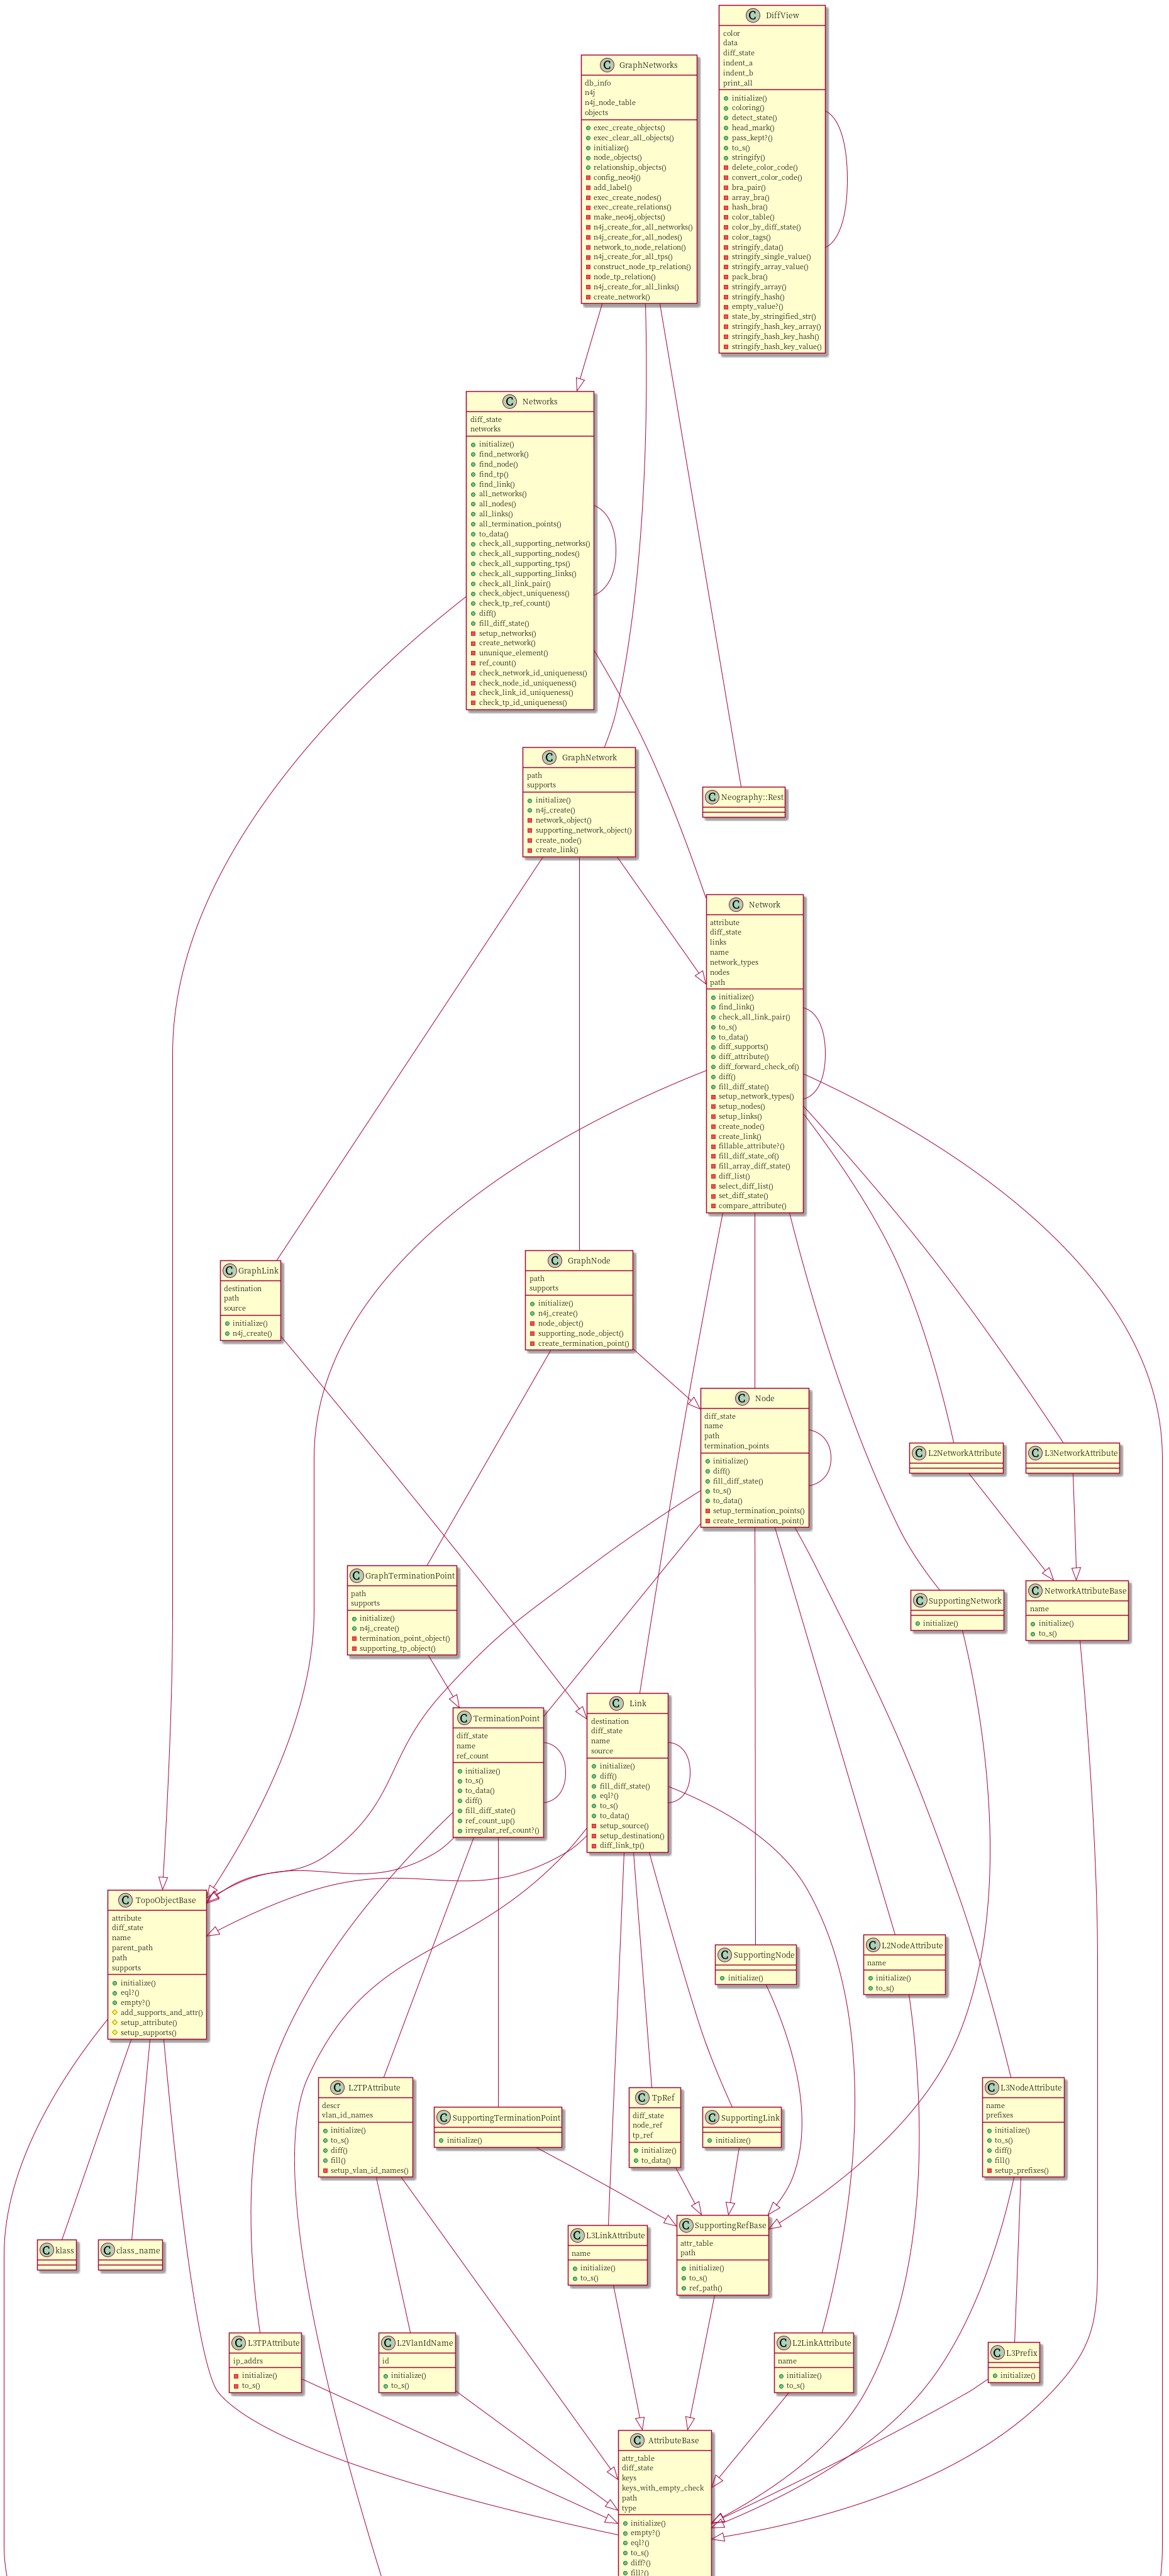 C DiffView
color
data
diff_state
indent_a
indent_b
print_all
initialize()
coloring()
detect_state()
head_mark()
pass_kept?()
to_s()
stringify()
delete_color_code()
convert_color_code()
bra_pair()
array_bra()
hash_bra()
color_table()
color_by_diff_state()
color_tags()
stringify_data()
stringify_single_value()
stringify_array_value()
pack_bra()
stringify_array()
stringify_hash()
empty_value?()
state_by_stringified_str()
stringify_hash_key_array()
stringify_hash_key_hash()
stringify_hash_key_value()
C GraphNetworks
db_info
n4j
n4j_node_table
objects
exec_create_objects()
exec_clear_all_objects()
initialize()
node_objects()
relationship_objects()
config_neo4j()
add_label()
exec_create_nodes()
exec_create_relations()
make_neo4j_objects()
n4j_create_for_all_networks()
n4j_create_for_all_nodes()
network_to_node_relation()
n4j_create_for_all_tps()
construct_node_tp_relation()
node_tp_relation()
n4j_create_for_all_links()
create_network()
C Networks
diff_state
networks
initialize()
find_network()
find_node()
find_tp()
find_link()
all_networks()
all_nodes()
all_links()
all_termination_points()
to_data()
check_all_supporting_networks()
check_all_supporting_nodes()
check_all_supporting_tps()
check_all_supporting_links()
check_all_link_pair()
check_object_uniqueness()
check_tp_ref_count()
diff()
fill_diff_state()
setup_networks()
create_network()
ununique_element()
ref_count()
check_network_id_uniqueness()
check_node_id_uniqueness()
check_link_id_uniqueness()
check_tp_id_uniqueness()
C GraphNetwork
path
supports
initialize()
n4j_create()
network_object()
supporting_network_object()
create_node()
create_link()
C Neography::Rest
C Network
attribute
diff_state
links
name
network_types
nodes
path
initialize()
find_link()
check_all_link_pair()
to_s()
to_data()
diff_supports()
diff_attribute()
diff_forward_check_of()
diff()
fill_diff_state()
setup_network_types()
setup_nodes()
setup_links()
create_node()
create_link()
fillable_attribute?()
fill_diff_state_of()
fill_array_diff_state()
diff_list()
select_diff_list()
set_diff_state()
compare_attribute()
C GraphLink
destination
path
source
initialize()
n4j_create()
C GraphNode
path
supports
initialize()
n4j_create()
node_object()
supporting_node_object()
create_termination_point()
C Node
diff_state
name
path
termination_points
initialize()
diff()
fill_diff_state()
to_s()
to_data()
setup_termination_points()
create_termination_point()
C L2NetworkAttribute
C L3NetworkAttribute
C GraphTerminationPoint
path
supports
initialize()
n4j_create()
termination_point_object()
supporting_tp_object()
C SupportingNetwork
initialize()
C NetworkAttributeBase
name
initialize()
to_s()
C TerminationPoint
diff_state
name
ref_count
initialize()
to_s()
to_data()
diff()
fill_diff_state()
ref_count_up()
irregular_ref_count?()
C Link
destination
diff_state
name
source
initialize()
diff()
fill_diff_state()
eql?()
to_s()
to_data()
setup_source()
setup_destination()
diff_link_tp()
C TopoObjectBase
attribute
diff_state
name
parent_path
path
supports
initialize()
eql?()
empty?()
add_supports_and_attr()
setup_attribute()
setup_supports()
C SupportingNode
initialize()
C L2NodeAttribute
name
initialize()
to_s()
C L2TPAttribute
descr
vlan_id_names
initialize()
to_s()
diff()
fill()
setup_vlan_id_names()
C SupportingTerminationPoint
initialize()
C TpRef
diff_state
node_ref
tp_ref
initialize()
to_data()
C SupportingLink
initialize()
C L3NodeAttribute
name
prefixes
initialize()
to_s()
diff()
fill()
setup_prefixes()
C klass
C class_name
C L3LinkAttribute
name
initialize()
to_s()
C SupportingRefBase
attr_table
path
initialize()
to_s()
ref_path()
C L3TPAttribute
ip_addrs
initialize()
to_s()
C L2VlanIdName
id
initialize()
to_s()
C L2LinkAttribute
name
initialize()
to_s()
C L3Prefix
initialize()
C AttributeBase
attr_table
diff_state
keys
keys_with_empty_check
path
type
initialize()
empty?()
eql?()
to_s()
diff?()
fill?()